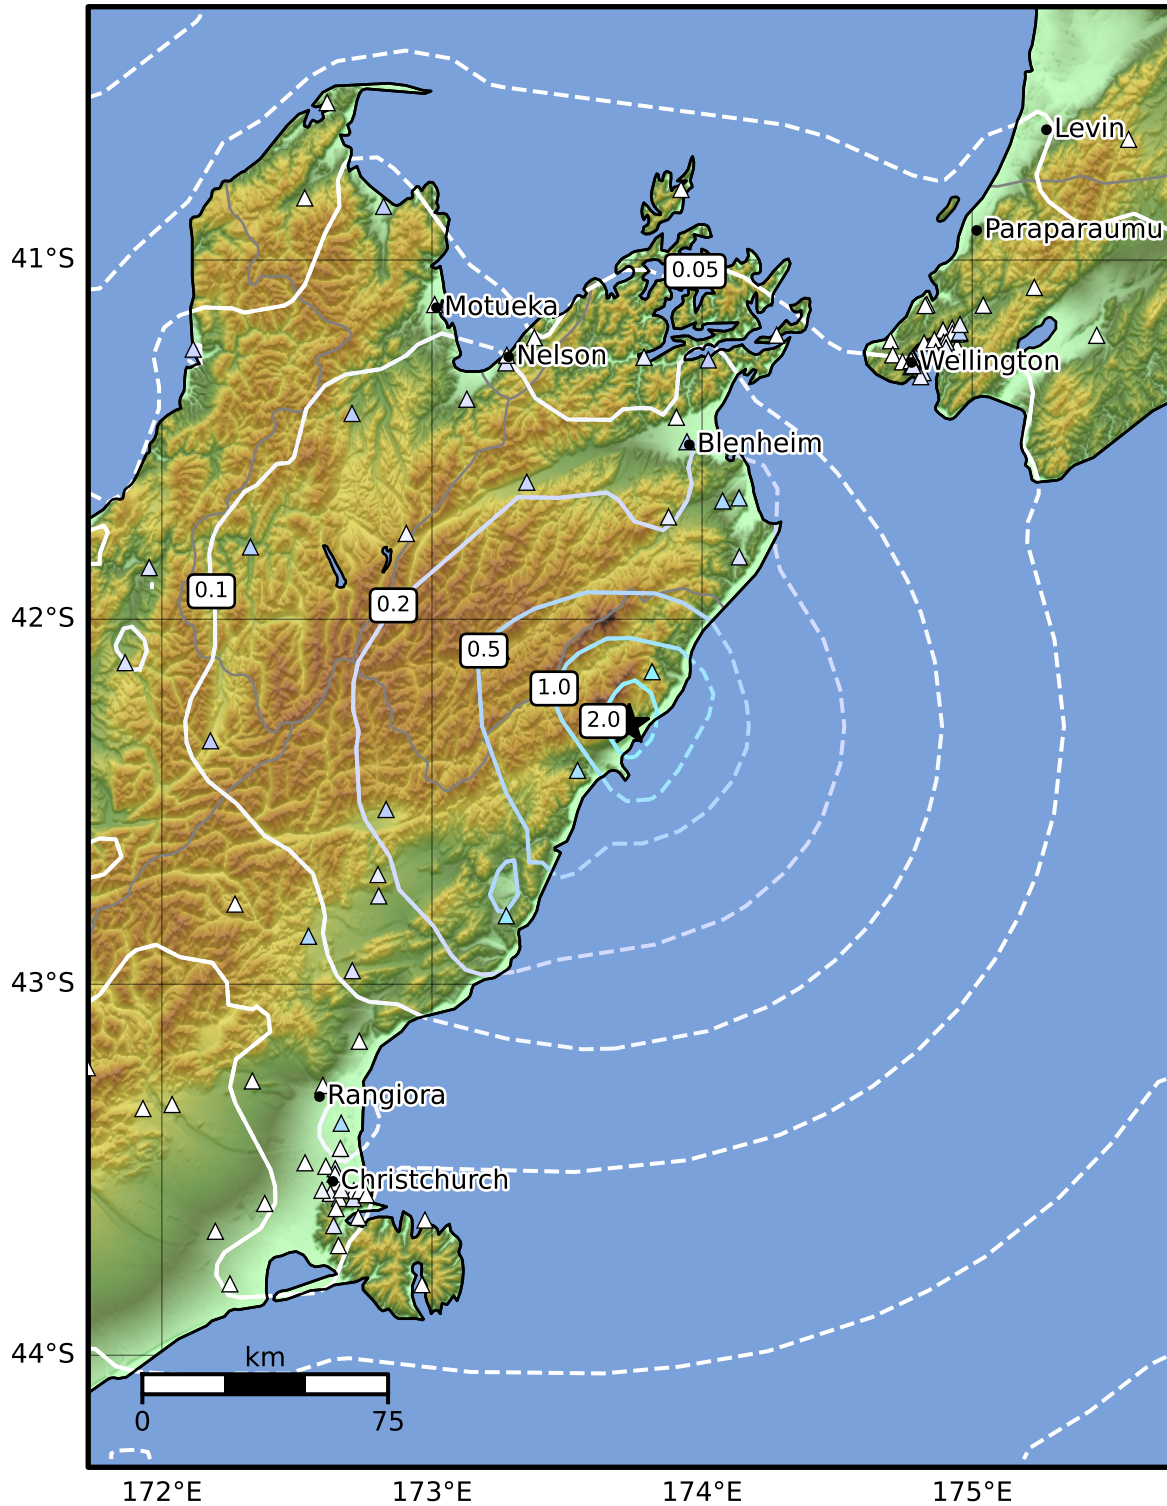 Levin
Paraparaumu
41°S
0.05
Motueka
Nelson
Wellington
Blenheim
0.1
0.2
42°S
0.5
1.0
2.0
43°S
Rangiora
Christchurch
44°S
km
0 75
172°E 173°E 174°E 175°E